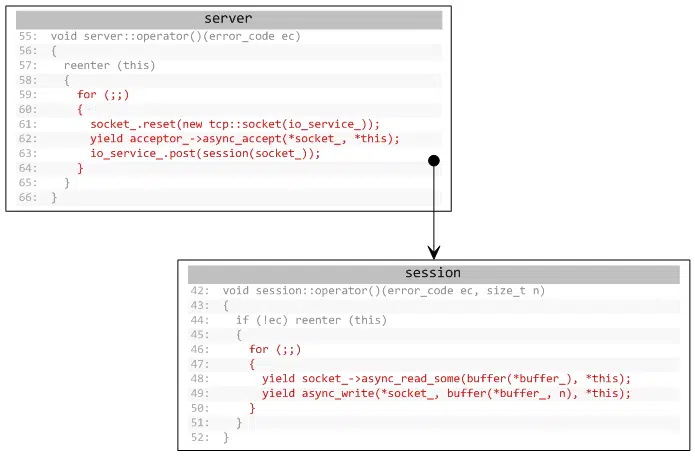 server
55: void server::operator()(error_code ec)
56: {
57:   reenter (this)
58:   {
59:     for (;;)
60:     {
61:       socket_.reset(new tcp::socket(io_service_));
62:       yield acceptor_->async_accept(*socket_, *this);
63:       io_service_.post(session(socket_));
64:     }
65:   }
66: }
session
42: void session::operator()(error_code ec, size_t n)
43: {
44:   if (!ec) reenter (this)
45:   {
46:     for (;;)
47:     {
48:       yield socket_->async_read_some(buffer(*buffer_), *this);
49:       yield async_write(*socket_, buffer(*buffer_, n), *this);
50:     }
51:   }
52: }